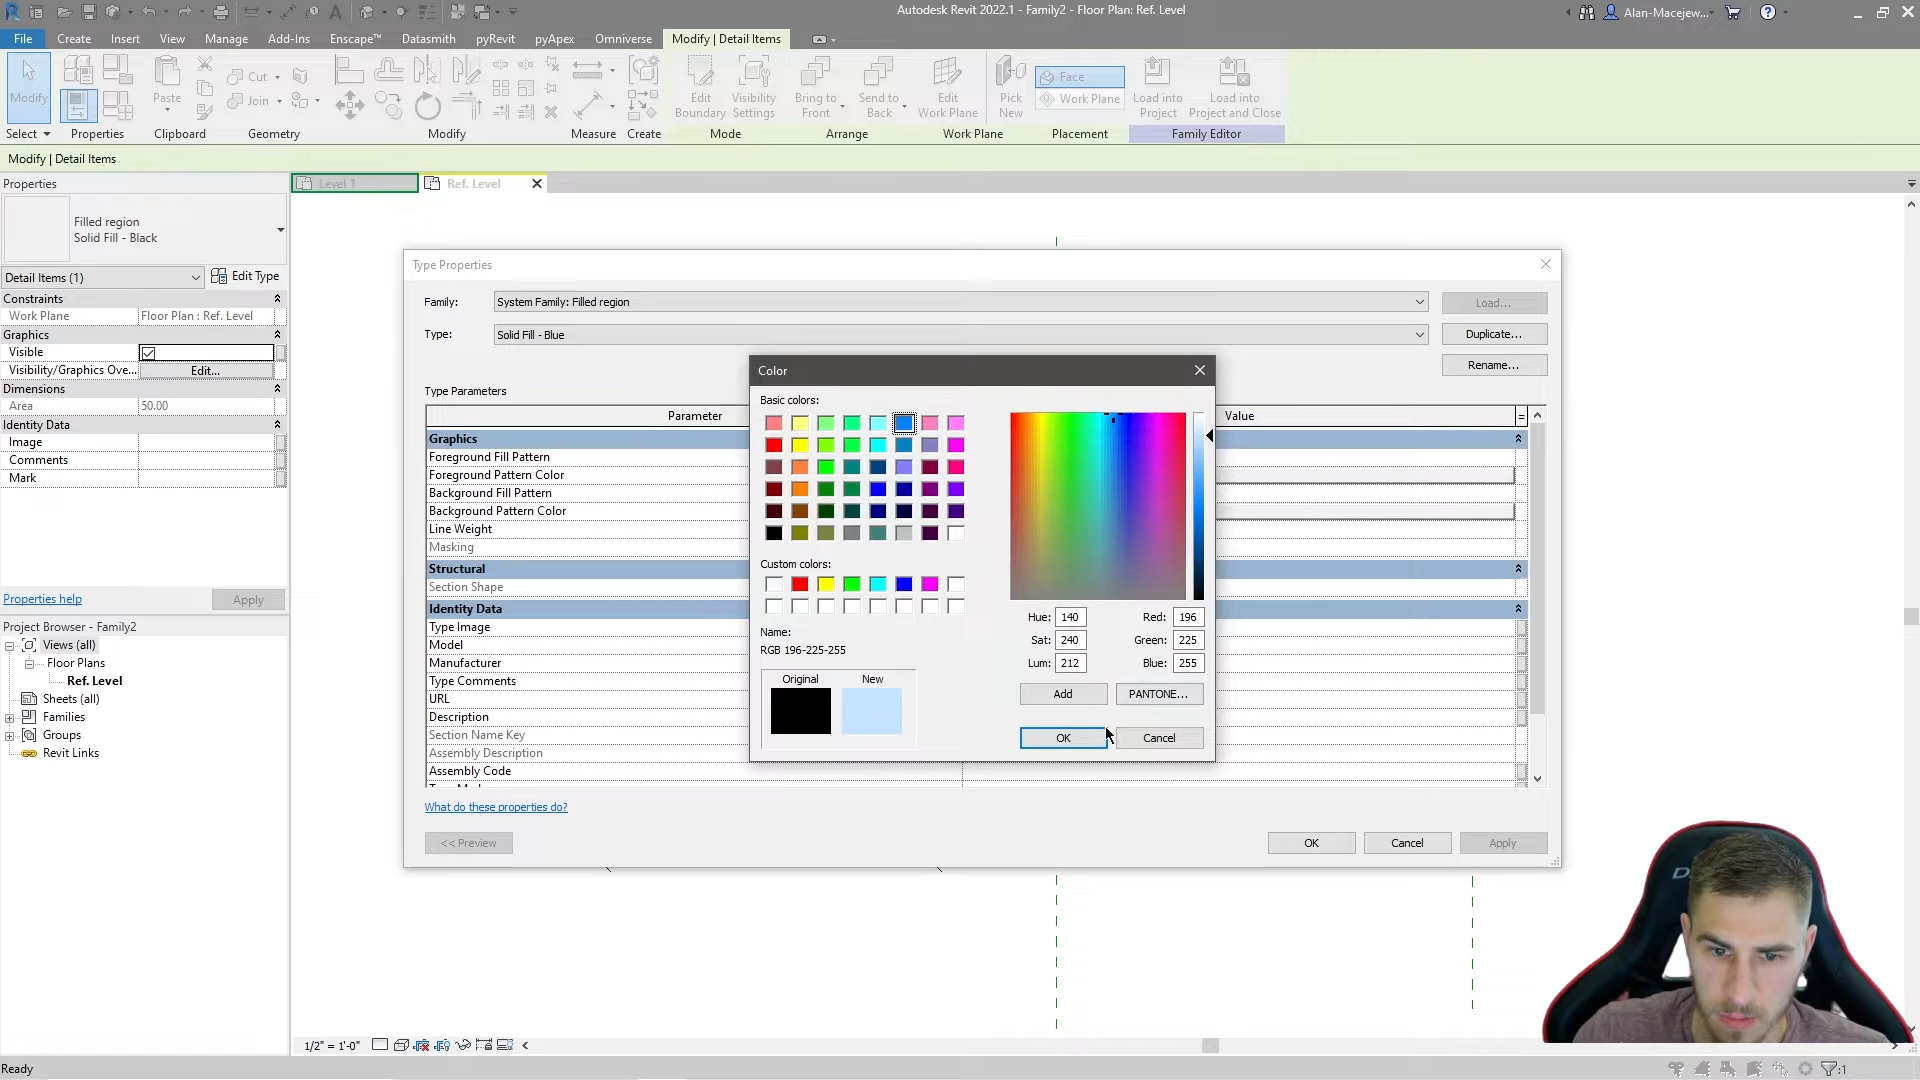 Autodesk Revit 2022.1 - Family2 - Floor Plan: Ref. Level
Alan-Macejew...
File Create Insert View Manage Add-Ins Enscape™ Datasmith pyRevit pyApex Omniverse Modify | Detail Items
Modify
Paste
Cut
Join
Edit Boundary
Visibility Settings
Bring to Front
Send to Back
Edit Work Plane
Pick New
Face
Work Plane
Load into Project
Load into Project and Close
Select Properties Clipboard Geometry Modify Measure Create Mode Arrange Work Plane Placement Family Editor
Modify | Detail Items
Properties
Level 1
Ref. Level
Filled region
Solid Fill - Black
Detail Items (1)
Edit Type
Constraints
Work Plane Floor Plan : Ref. Level
Graphics
Visible
Visibility/Graphics Ove... Edit...
Dimensions
Area 50.00
Identity Data
Image
Comments
Mark
Properties help
Apply
Project Browser - Family2
Views (all)
Floor Plans
Ref. Level
Sheets (all)
Families
Groups
Revit Links
Type Properties
Family: System Family: Filled region Load...
Type: Solid Fill - Blue Duplicate...
Rename...
Type Parameters
Parameter Value =
Graphics
Foreground Fill Pattern
Foreground Pattern Color
Background Fill Pattern
Background Pattern Color
Line Weight
Masking
Structural
Section Shape
Identity Data
Type Image
Model
Manufacturer
Type Comments
URL
Description
Section Name Key
Assembly Description
Assembly Code
What do these properties do?
<< Preview
OK Cancel Apply
Color
Basic colors:
Custom colors:
Name:
RGB 196-225-255
Original New
Hue: 140 Red: 196
Sat: 240 Green: 225
Lum: 212 Blue: 255
Add PANTONE...
OK Cancel
1/2" = 1'-0"
Ready
:1